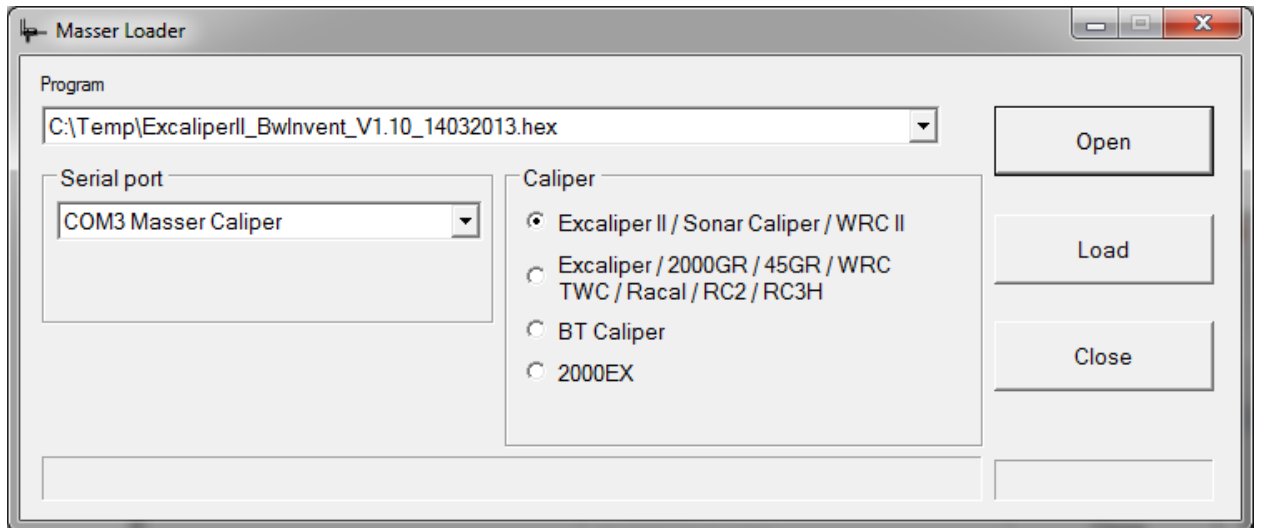 Masser Loader
Program
C:\Temp\ExcaliperII_BwInvent_V1.10_14032013.hex
Open
Serial port
COM3 Masser Caliper
Caliper
Excaliper II / Sonar Caliper / WRC II
Excaliper / 2000GR / 45GR / WRC
TWC / Racal / RC2 / RC3H
BT Caliper
2000EX
Load
Close